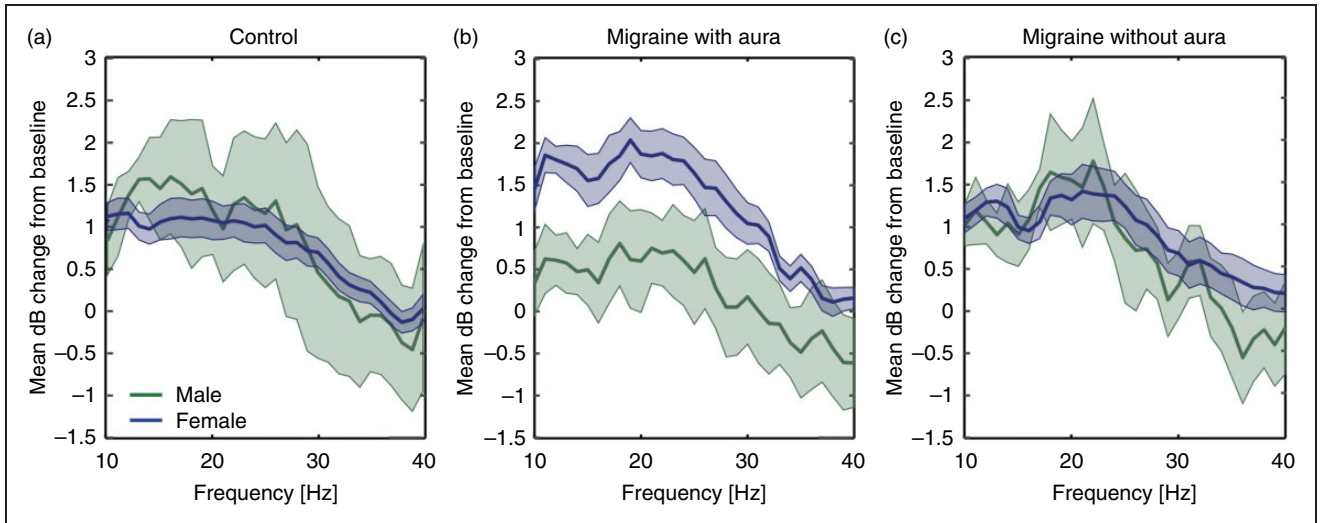 (a) Control
Mean dB change from baseline
3
2.5
2
1.5
1
0.5
0
–0.5
–1
–1.5
Male
Female
10 20 30 40
Frequency [Hz]
(b) Migraine with aura
Mean dB change from baseline
3
2.5
2
1.5
1
0.5
0
–0.5
–1
–1.5
10 20 30 40
Frequency [Hz]
(c) Migraine without aura
Mean dB change from baseline
3
2.5
2
1.5
1
0.5
0
–0.5
–1
–1.5
10 20 30 40
Frequency [Hz]